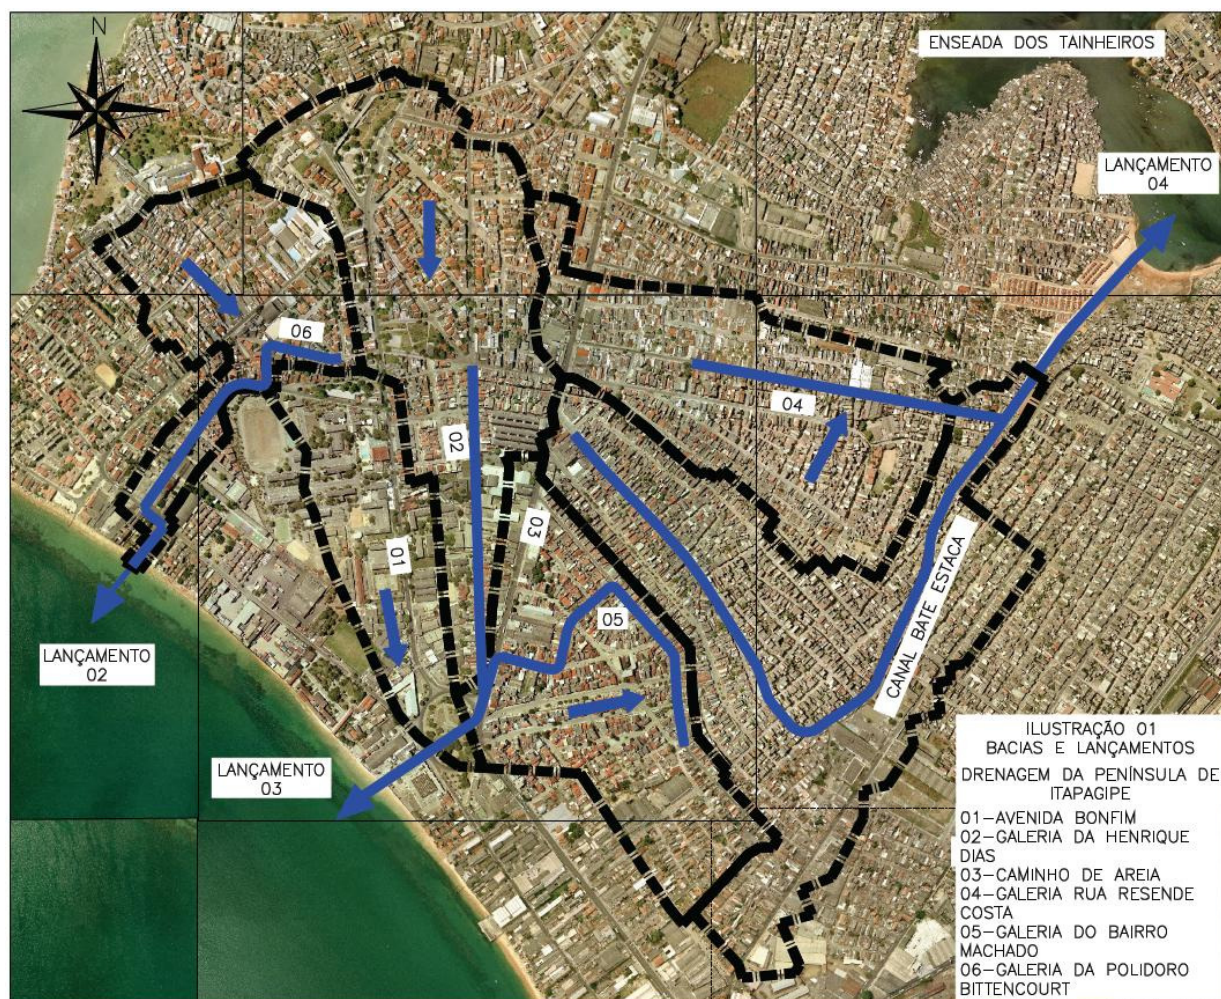 N
ENSEADA DOS TAINHEIROS
LANÇAMENTO
04
06
04
02
03
01
05
CANAL BATE ESTACA
LANÇAMENTO
02
LANÇAMENTO
03
ILUSTRAÇÃO 01
BACIAS E LANÇAMENTOS
DRENAGEM DA PENÍNSULA DE
ITAPAGIPE
01-AVENIDA BONFIM
02-GALERIA DA HENRIQUE
DIAS
03-CAMINHO DE AREIA
04-GALERIA RUA RESENDE
COSTA
05-GALERIA DO BAIRRO
MACHADO
06-GALERIA DA POLIDORO
BITTENCOURT